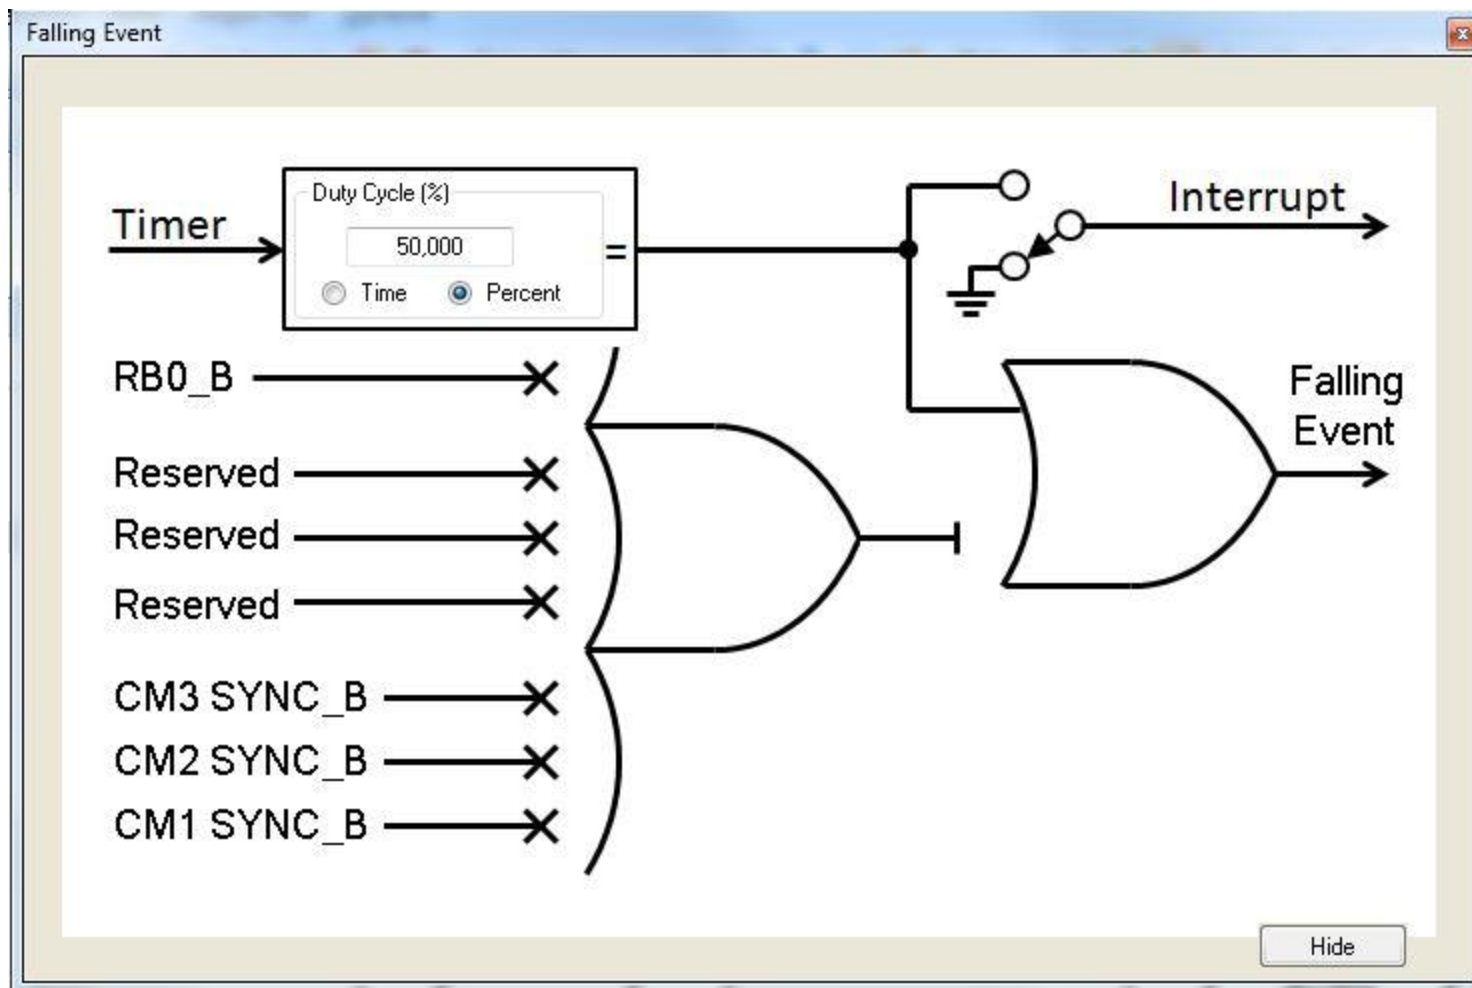 Falling Event
Duty Cycle (%)
Timer
50,000
=
Time
Percent
Interrupt
RB0_B
Falling
Event
Reserved
Reserved
Reserved
CM3 SYNC_B
CM2 SYNC_B
CM1 SYNC_B
Hide